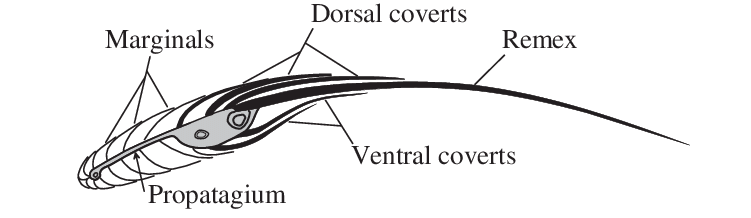 Dorsal coverts
Marginals
Remex
Ventral coverts
Propatagium